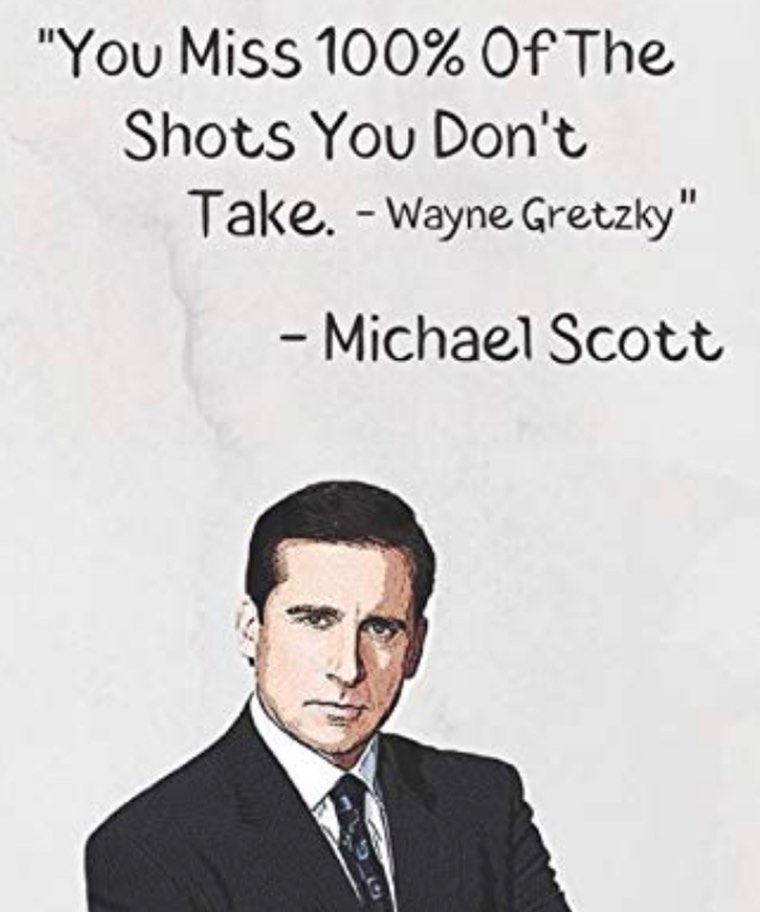 "You Miss 100% Of The
Shots You Don't
Take. - Wayne Gretzky"
- Michael Scott